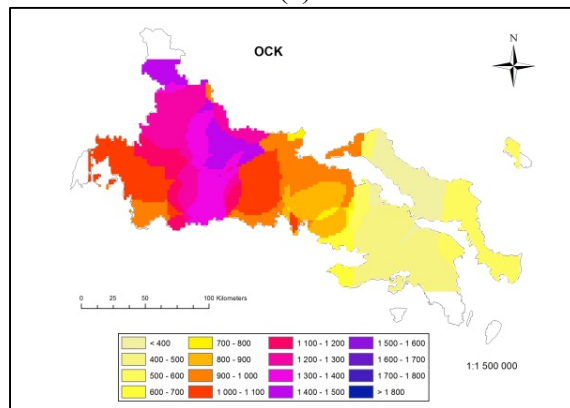 OCK
N
0 25 50 100 Kilometers
< 400 700 - 800 1 100 - 1 200 1 500 - 1 600
400 - 500 800 - 900 1 200 - 1 300 1 600 - 1 700
500 - 600 900 - 1 000 1 300 - 1 400 1 700 - 1 800
600 - 700 1 000 - 1 100 1 400 - 1 500 > 1 800
1:1 500 000